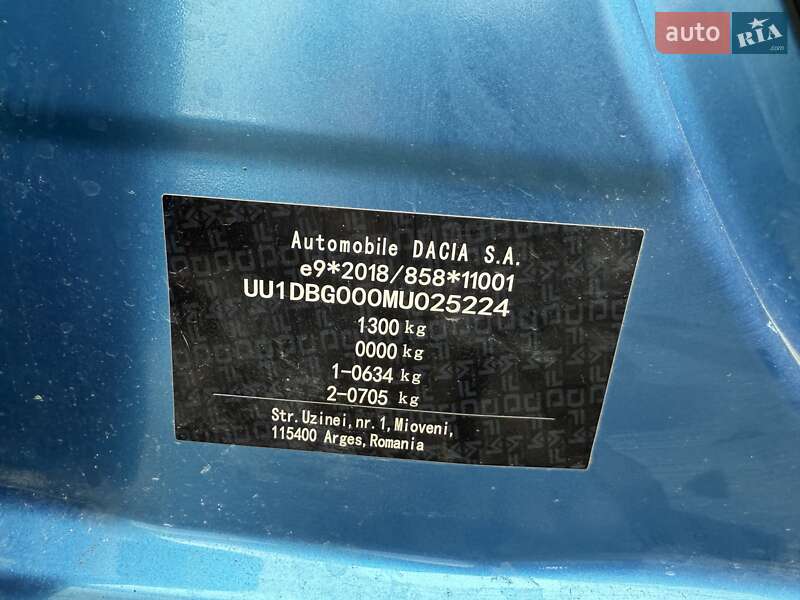 auto RIA .com
Automobile DACIA S.A.
e9*2018/858*11001
UU1DBG000MU025224
1300 kg
0000 kg
1-0634 kg
2-0705 kg
Str.Uzinei,nr.1,Mioveni,
115400 Arges,Romania